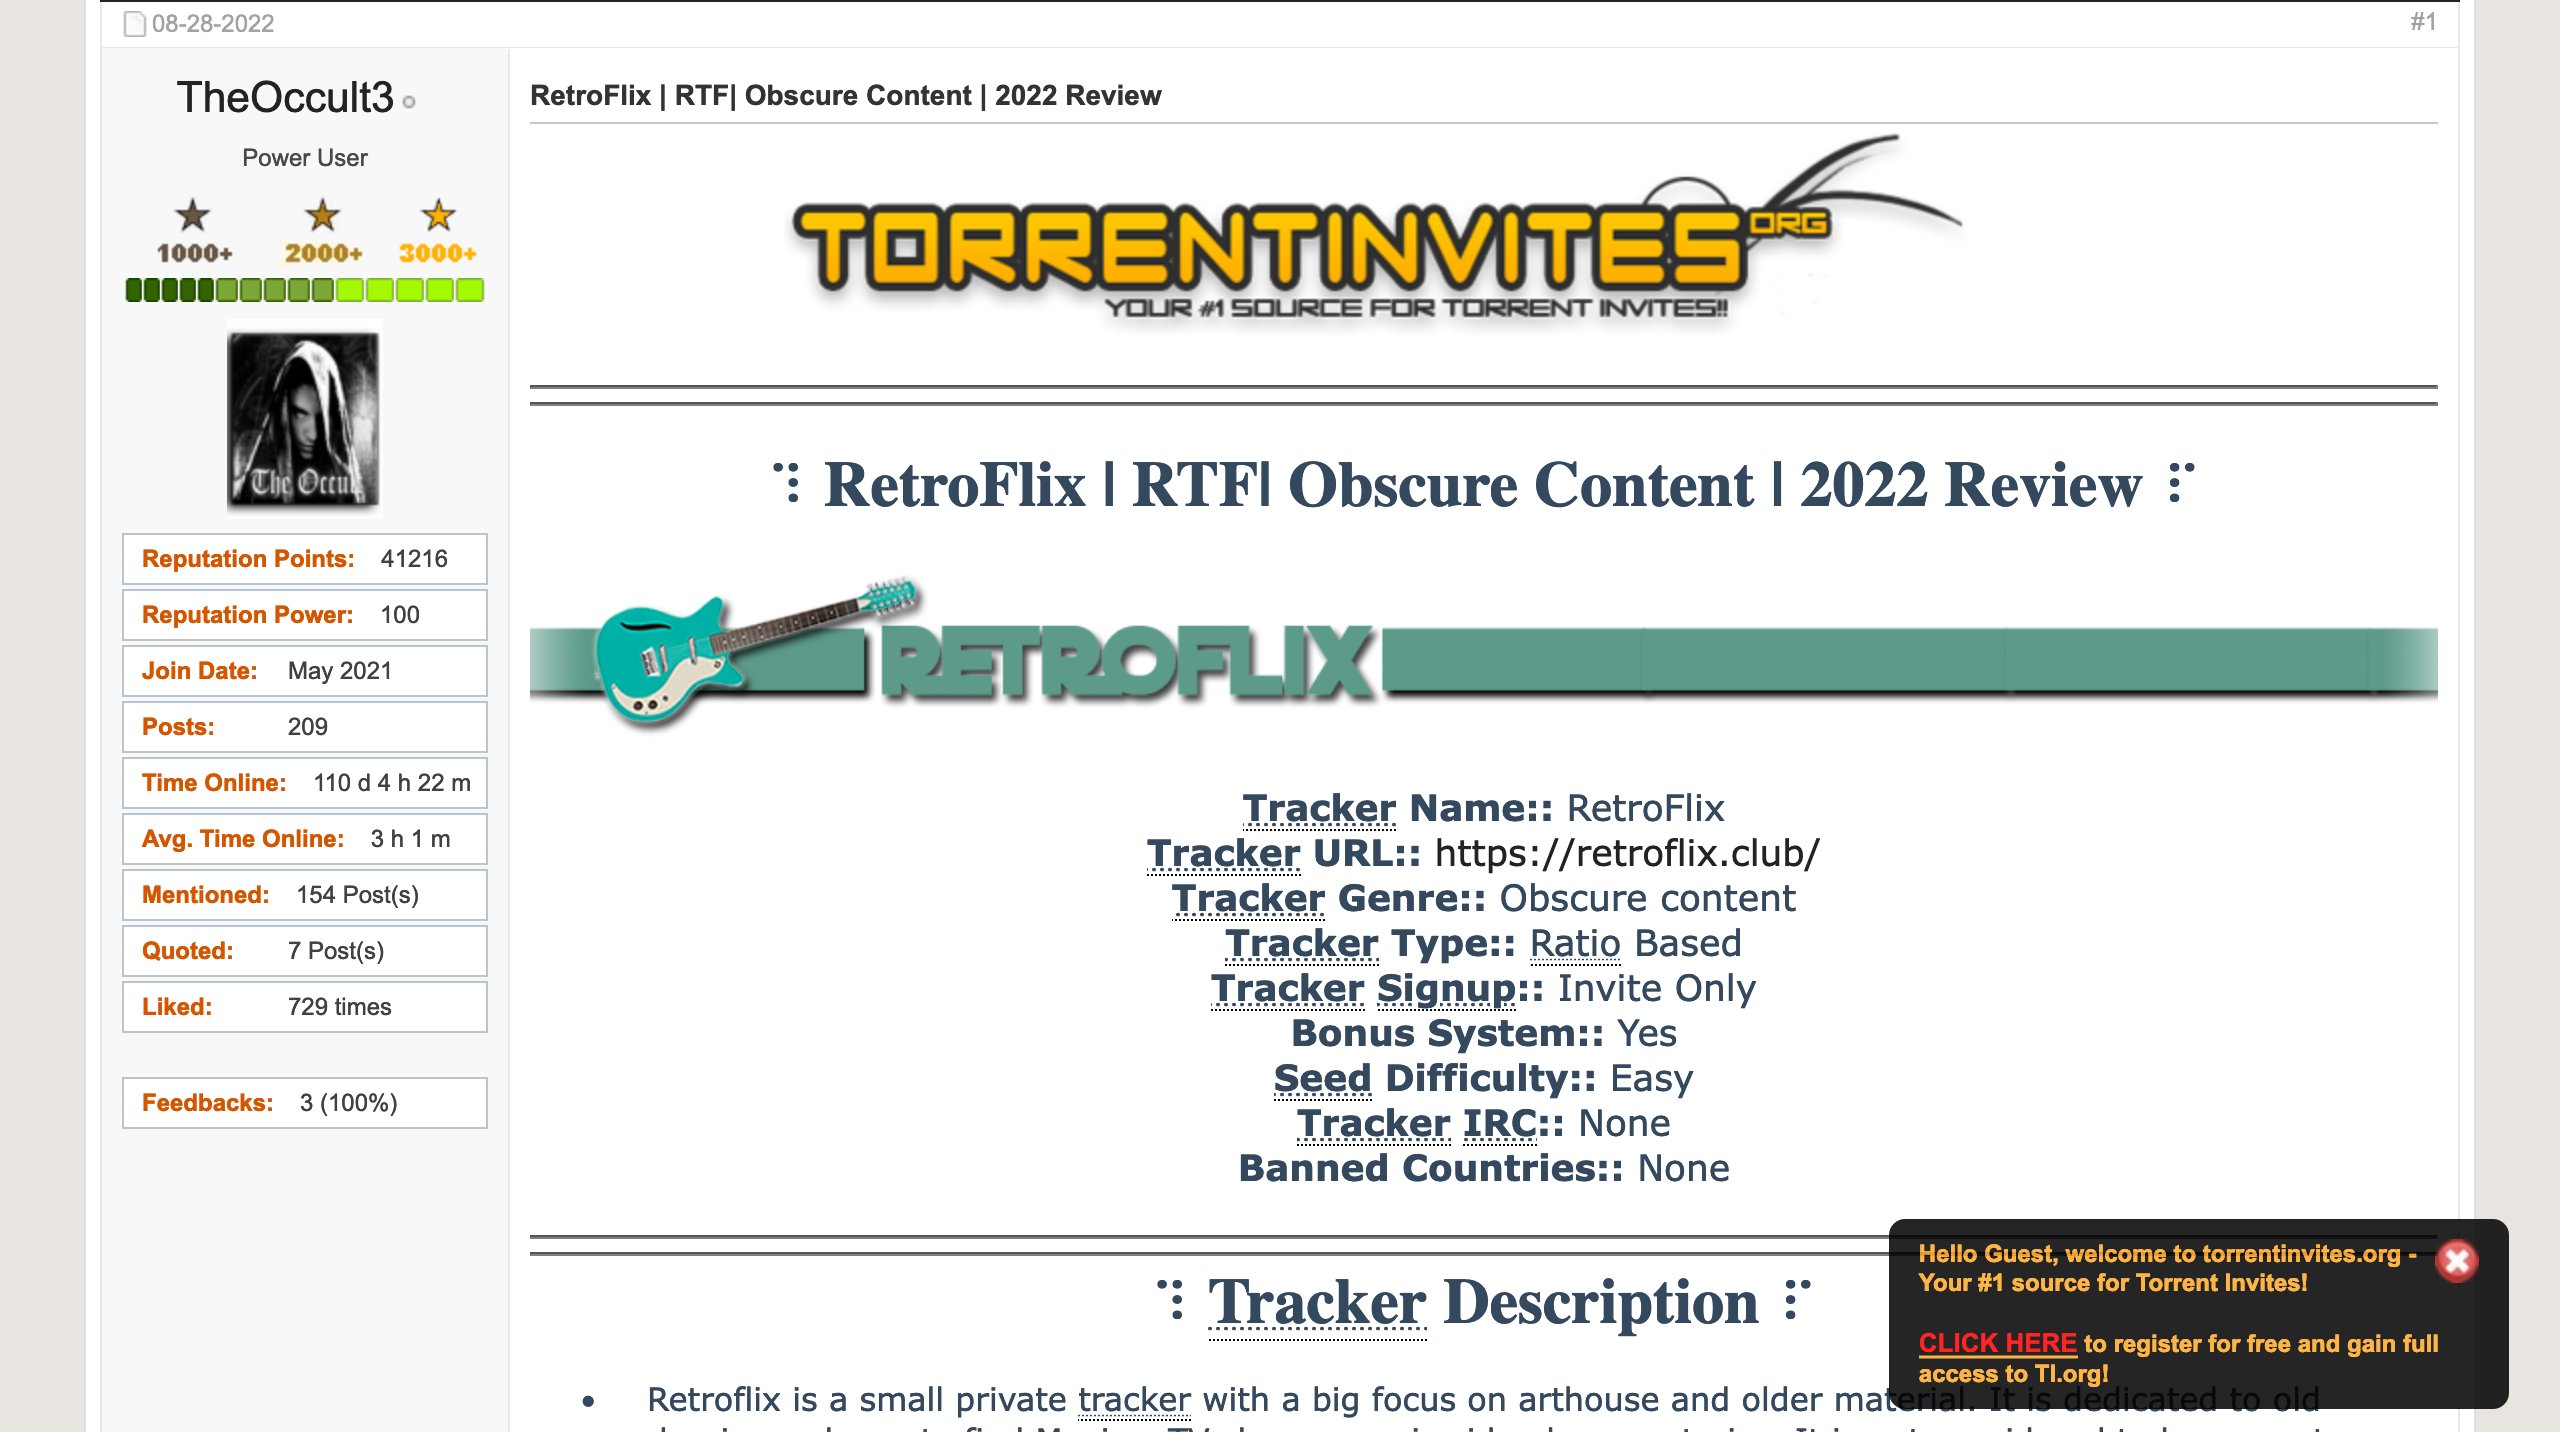 08-28-2022
#1
TheOccult3
Power User
1000+ 2000+ 3000+
The Occu
Reputation Points: 41216
Reputation Power: 100
Join Date: May 2021
Posts: 209
Time Online: 110 d 4 h 22 m
Avg. Time Online: 3 h 1 m
Mentioned: 154 Post(s)
Quoted: 7 Post(s)
Liked: 729 times
Feedbacks: 3 (100%)
RetroFlix | RTF| Obscure Content | 2022 Review
TORRENTINVITES ORG
YOUR #1 SOURCE FOR TORRENT INVITES!!
⢹ RetroFlix | RTF| Obscure Content | 2022 Review ⡏
RETROFLIX
Tracker Name:: RetroFlix
Tracker URL:: https://retroflix.club/
Tracker Genre:: Obscure content
Tracker Type:: Ratio Based
Tracker Signup:: Invite Only
Bonus System:: Yes
Seed Difficulty:: Easy
Tracker IRC:: None
Banned Countries:: None
⢹ Tracker Description ⡏
• Retroflix is a small private tracker with a big focus on arthouse and older material. It is dedicated to old
Hello Guest, welcome to torrentinvites.org -
Your #1 source for Torrent Invites!
CLICK HERE to register for free and gain full
access to TI.org!